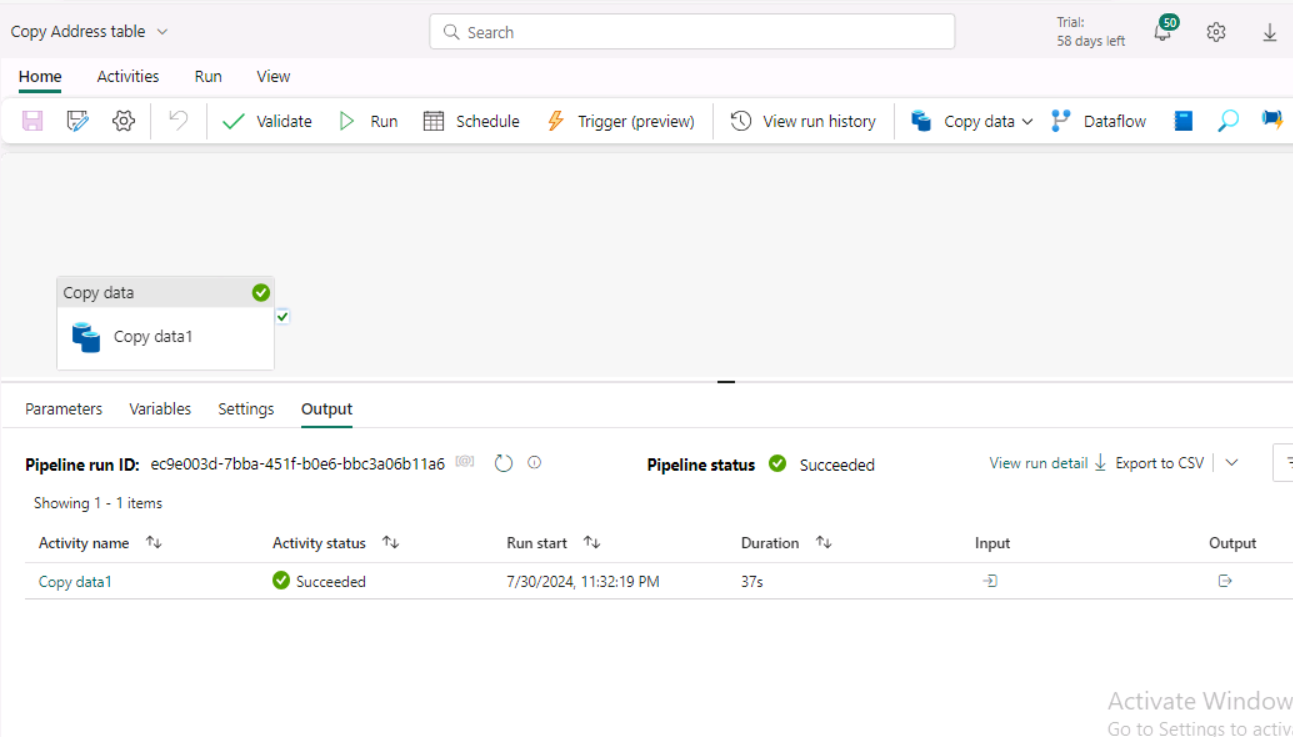 Copy Address table
Search
Trial:
58 days left
50
Home Activities Run View
Validate Run Schedule Trigger (preview) View run history Copy data Dataflow
Copy data
Copy data1
Parameters Variables Settings Output
Pipeline run ID: ec9e003d-7bba-451f-b0e6-bbc3a06b11a6 Pipeline status Succeeded View run detail Export to CSV
Showing 1 - 1 items
Activity name Activity status Run start Duration Input Output
Copy data1 Succeeded 7/30/2024, 11:32:19 PM 37s
Activate Window
Go to Settings to activa